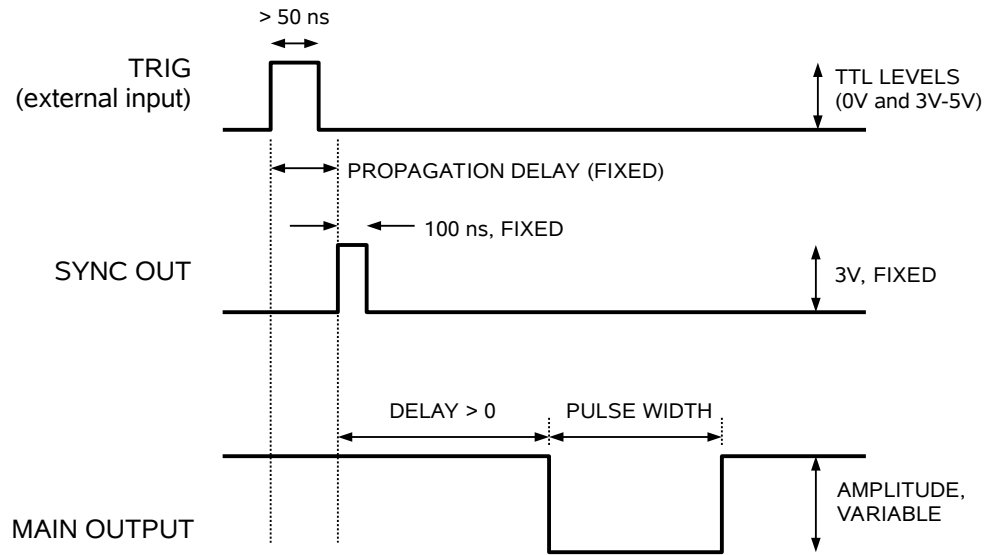 > 50 ns
TRIG
(external input)
TTL LEVELS
(0V and 3V-5V)
PROPAGATION DELAY (FIXED)
100 ns, FIXED
SYNC OUT
3V, FIXED
DELAY > 0
PULSE WIDTH
AMPLITUDE,
VARIABLE
MAIN OUTPUT